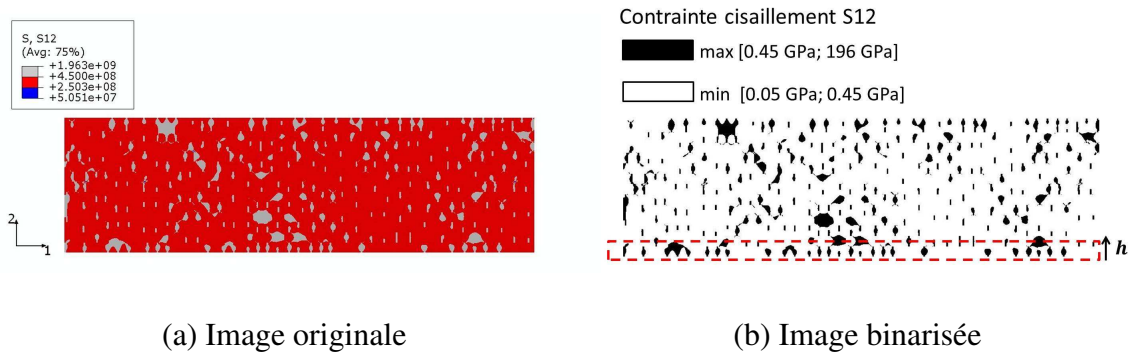 S, S12
(Avg: 75%)
+1.963e+09
+4.500e+08
+2.503e+08
+5.051e+07
2
1
Contrainte cisaillement S12
max [0.45 GPa; 196 GPa]
min [0.05 GPa; 0.45 GPa]
h
(a) Image originale
(b) Image binarisée